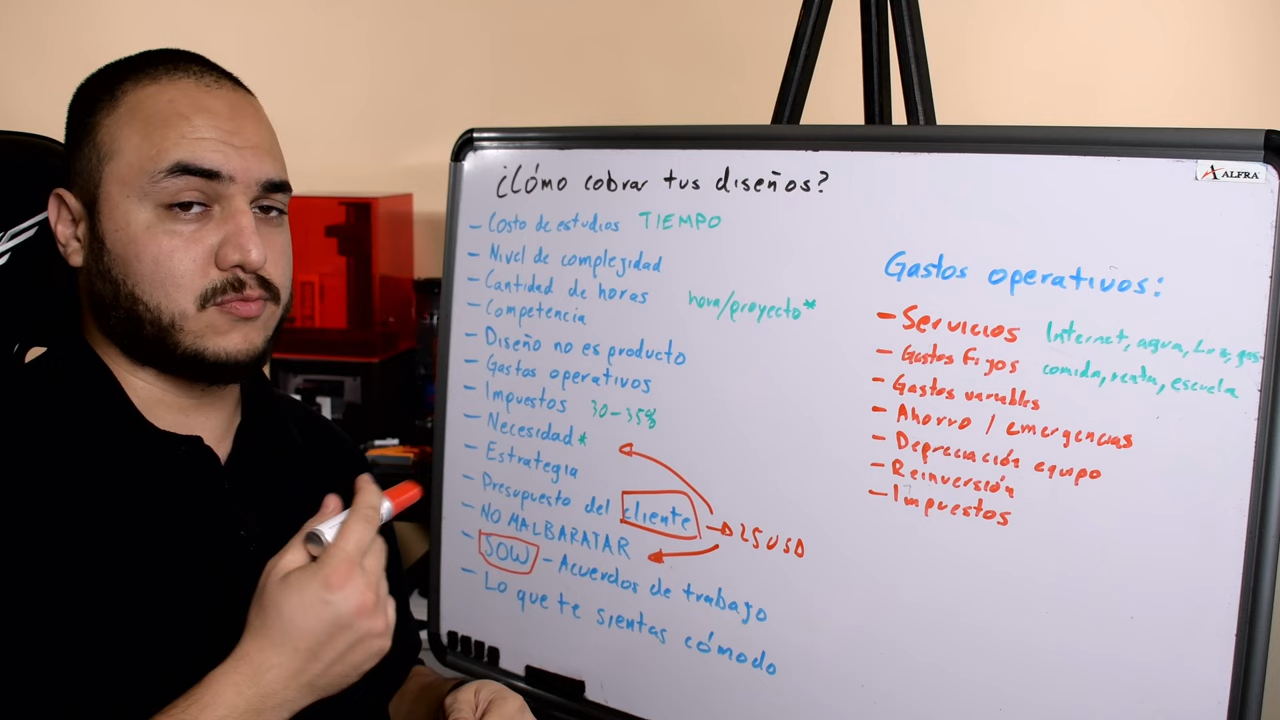 ¿Cómo cobrar tus diseños?
ALFRA
- Costo de estudios TIEMPO
- Nivel de complejidad
- Cantidad de horas hora/proyecto*
- Competencia
- Diseño no es producto
- Gastos operativos
- Impuestos 30-35%
- Necesidad*
- Estrategia
- Presupuesto del cliente → 25 USD
- NO MALBARATAR
- SOW - Acuerdos de trabajo
- Lo que te sientas cómodo
Gastos operativos:
- Servicios Internet, agua, Luz, gas
- Gastos fijos comida, renta, escuela
- Gastos variables
- Ahorro / emergencias
- Depreciación equipo
- Reinversión
- Impuestos